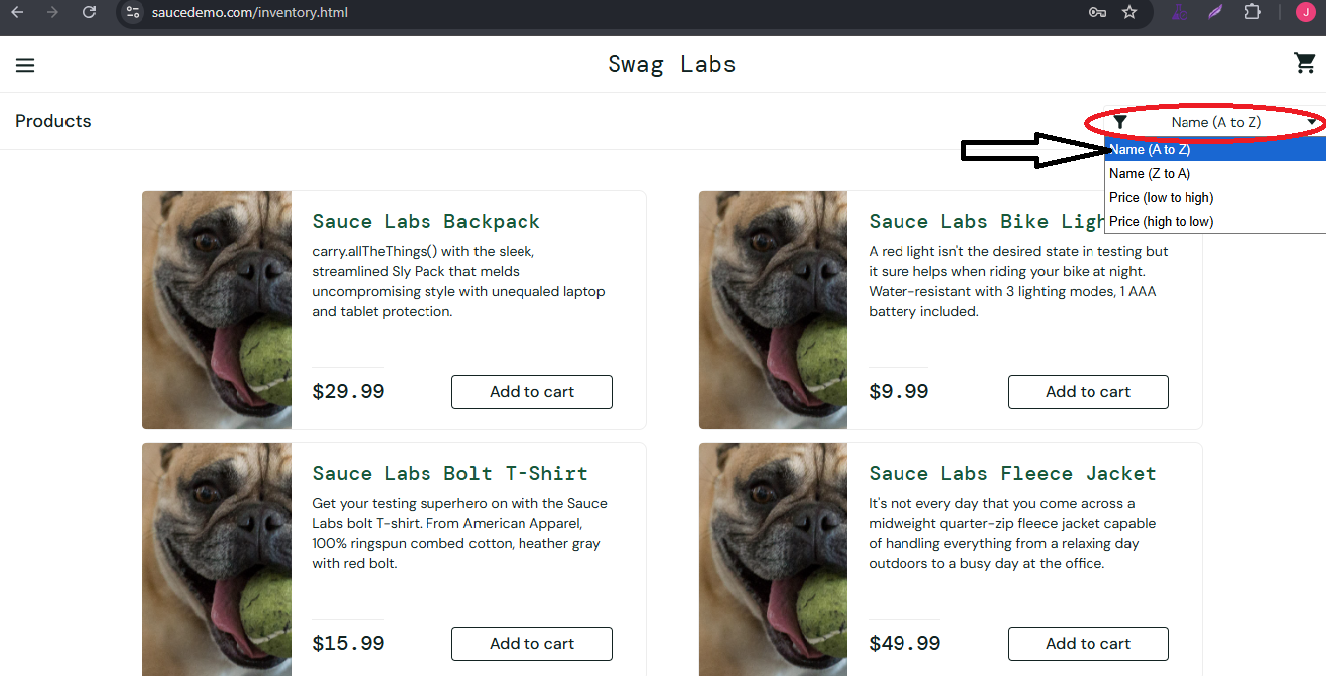 saucedemo.com/inventory.html
J
Swag Labs
Products
Name (A to Z)
Name (A to Z)
Name (Z to A)
Price (low to high)
Price (high to low)
Sauce Labs Backpack
carry.allTheThings() with the sleek,
streamlined Sly Pack that melds
uncompromising style with unequaled laptop
and tablet protection.
$29.99
Add to cart
Sauce Labs Bike Ligh
A red light isn't the desired state in testing but
it sure helps when riding your bike at night.
Water-resistant with 3 lighting modes, 1 AAA
battery included.
$9.99
Add to cart
Sauce Labs Bolt T-Shirt
Get your testing superhero on with the Sauce
Labs bolt T-shirt. From American Apparel,
100% ringspun combed cotton, heather gray
with red bolt.
$15.99
Add to cart
Sauce Labs Fleece Jacket
It's not every day that you come across a
midweight quarter-zip fleece jacket capable
of handling everything from a relaxing day
outdoors to a busy day at the office.
$49.99
Add to cart